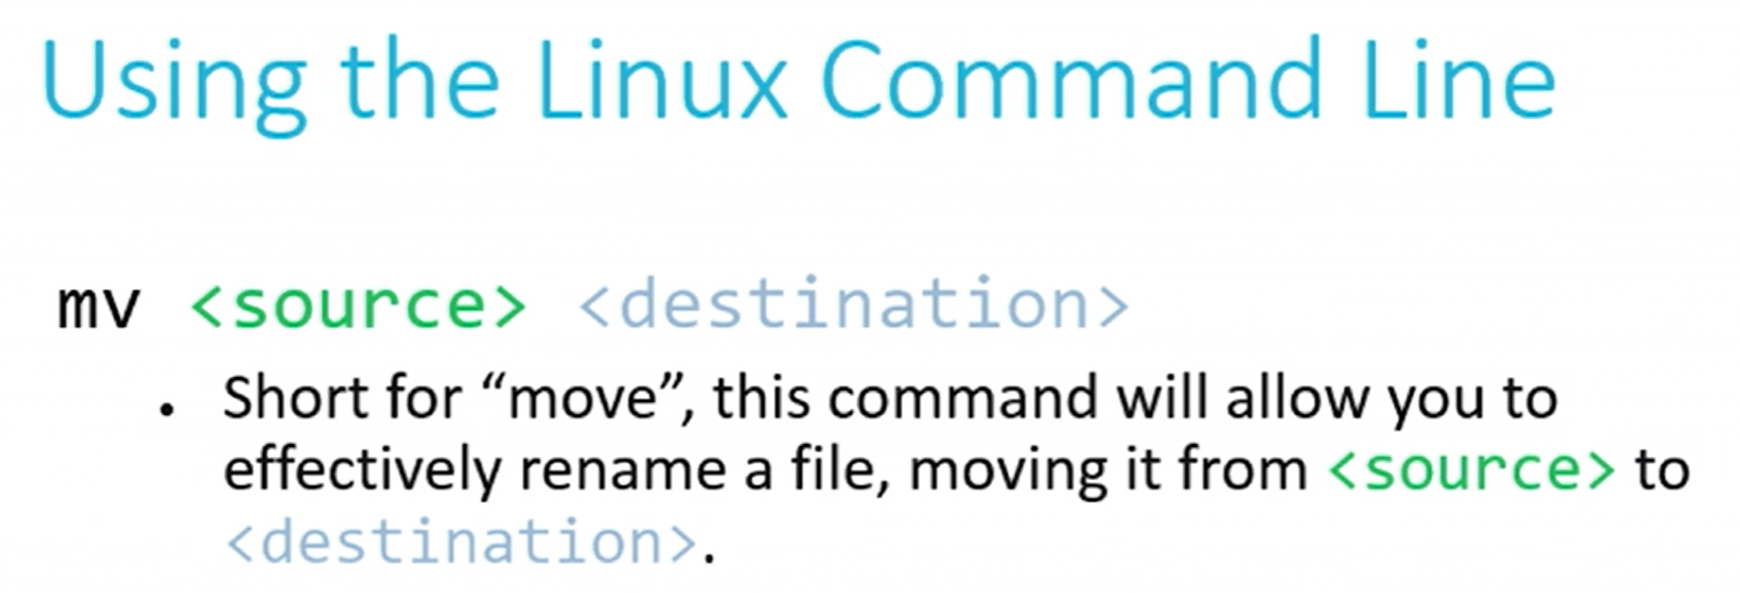 Using the Linux Command Line
mv <source> <destination>
• Short for “move”, this command will allow you to
effectively rename a file, moving it from <source> to
<destination>.